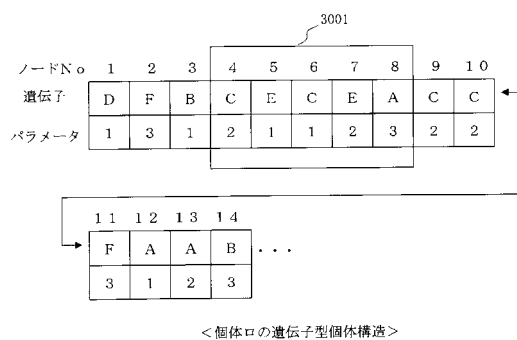 3001
ノードNo 1 2 3 4 5 6 7 8 9 10
遺伝子 D F B C E C E A C C
パラメータ 1 3 1 2 1 1 2 3 2 2
11 12 13 14
F A A B ...
3 1 2 3
＜個体ロの遺伝子型個体構造＞